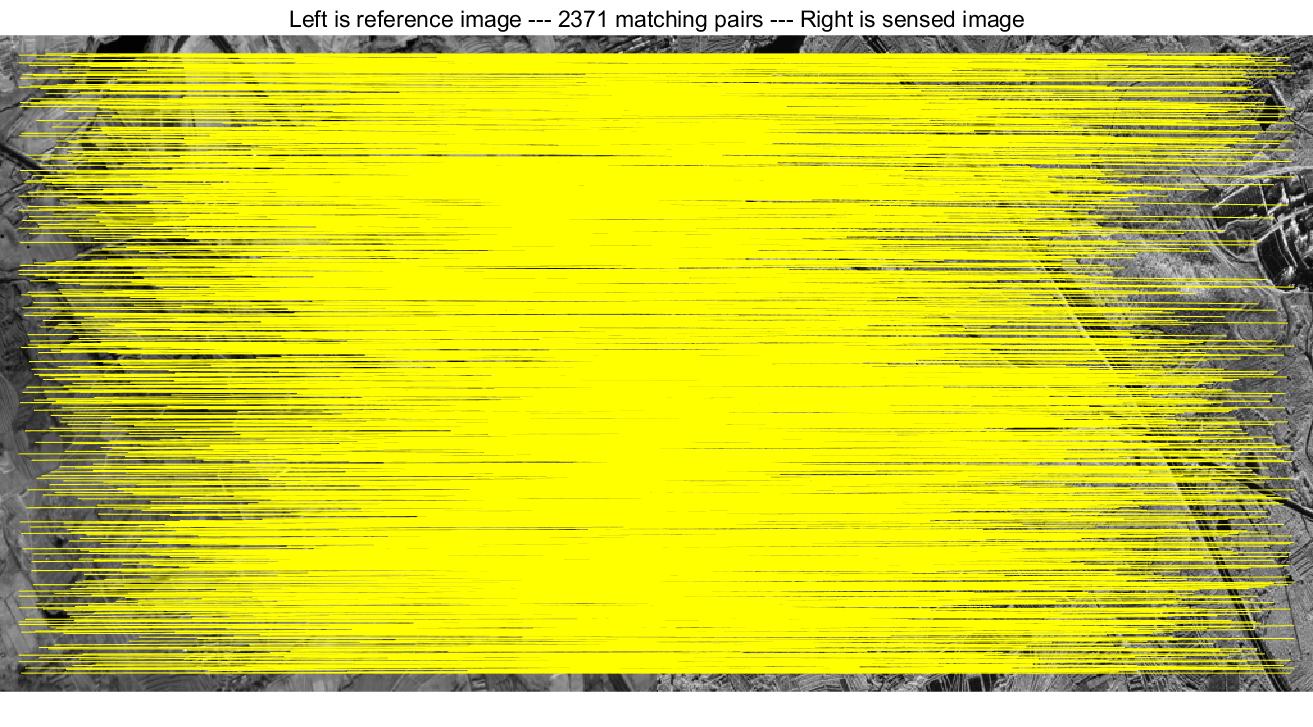 Left is reference image --- 2371 matching pairs --- Right is sensed image